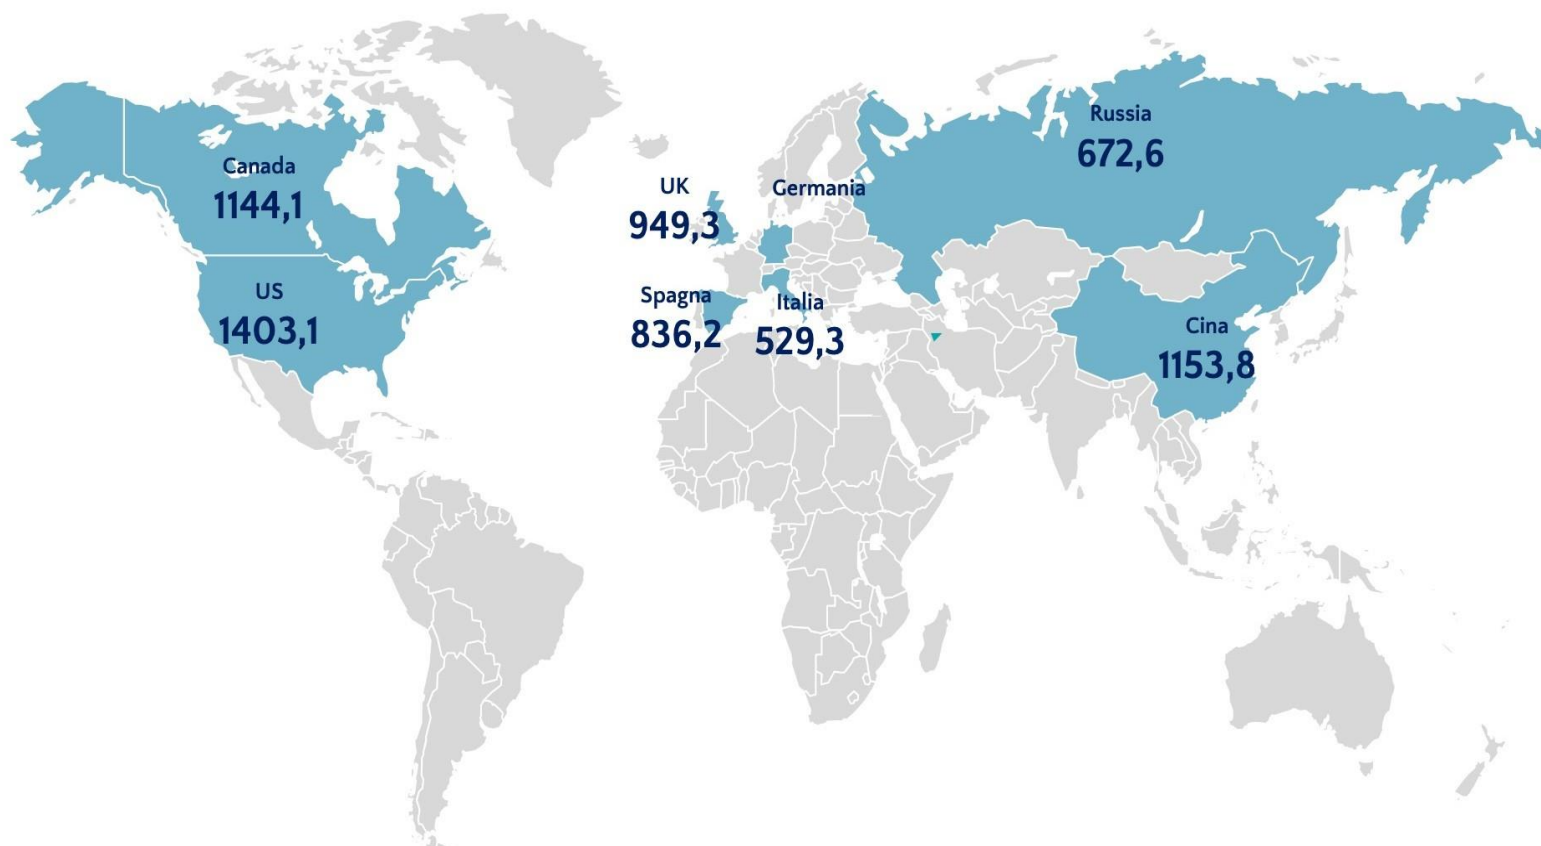 Canada
1144,1
US
1403,1
UK
949,3
Germania
Spagna
836,2
Italia
529,3
Russia
672,6
Cina
1153,8